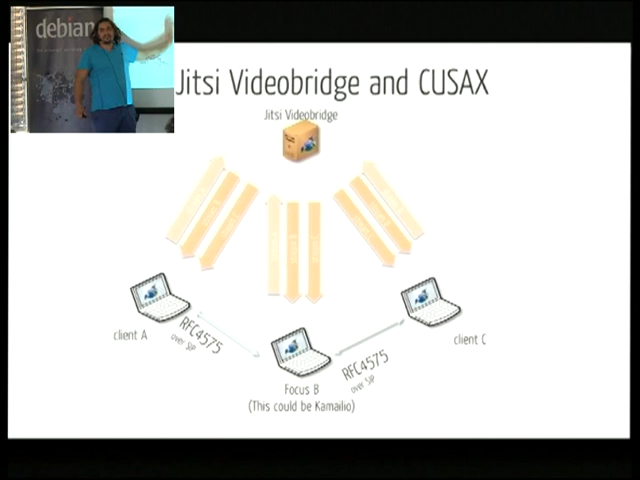 debian
Jitsi Videobridge and CUSAX
Jitsi Videobridge
client A
RFC4575
over SIP
Focus B
(This could be Kamailio)
RFC4575
over SIP
client C